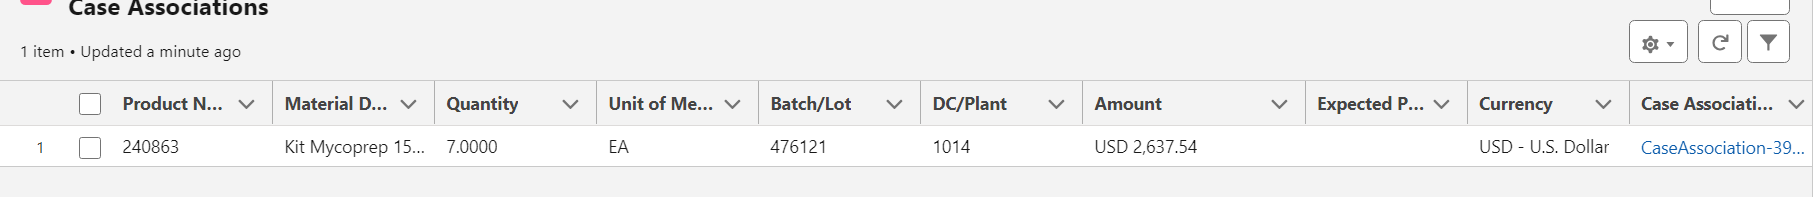 Case Associations
1 item • Updated a minute ago
Product N... Material D... Quantity Unit of Me... Batch/Lot DC/Plant Amount Expected P... Currency Case Associati...
1 240863 Kit Mycoprep 15... 7.0000 EA 476121 1014 USD 2,637.54 USD - U.S. Dollar CaseAssociation-39...